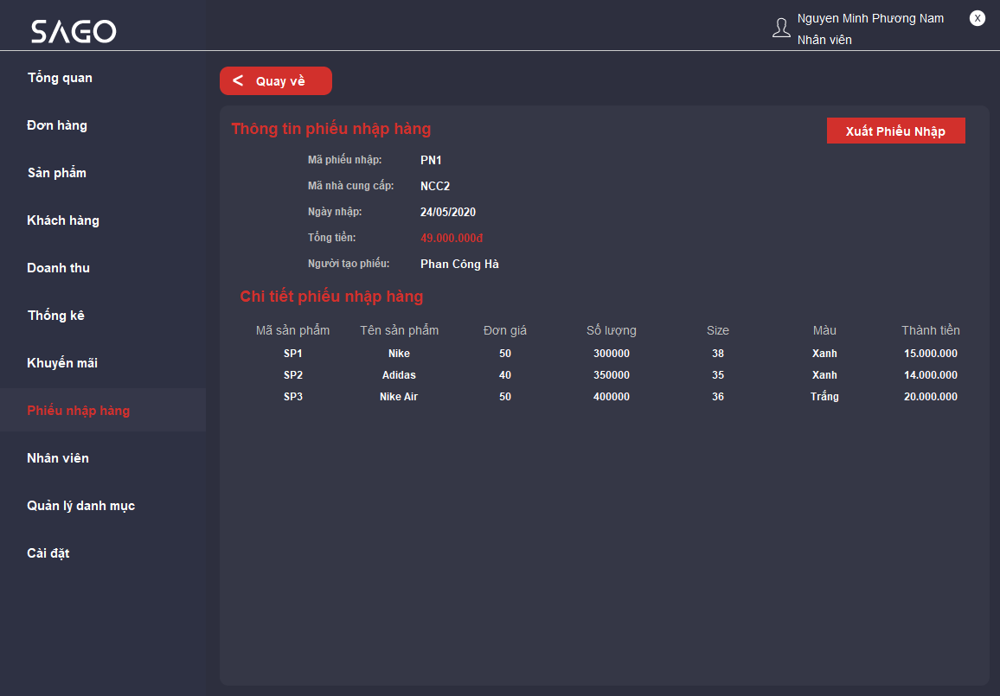 SAGO
Nguyen Minh Phương Nam
X
Nhân viên
Tổng quan
Đơn hàng
Sản phẩm
Khách hàng
Doanh thu
Thống kê
Khuyến mãi
Phiếu nhập hàng
Nhân viên
Quản lý danh mục
Cài đặt
< Quay về
Thông tin phiếu nhập hàng
Xuất Phiếu Nhập
Mã phiếu nhập: PN1
Mã nhà cung cấp: NCC2
Ngày nhập: 24/05/2020
Tổng tiền: 49.000.000đ
Người tạo phiếu: Phan Công Hà
Chi tiết phiếu nhập hàng
Mã sản phẩm Tên sản phẩm Đơn giá Số lượng Size Màu Thành tiền
SP1 Nike 50 300000 38 Xanh 15.000.000
SP2 Adidas 40 350000 35 Xanh 14.000.000
SP3 Nike Air 50 400000 36 Trắng 20.000.000